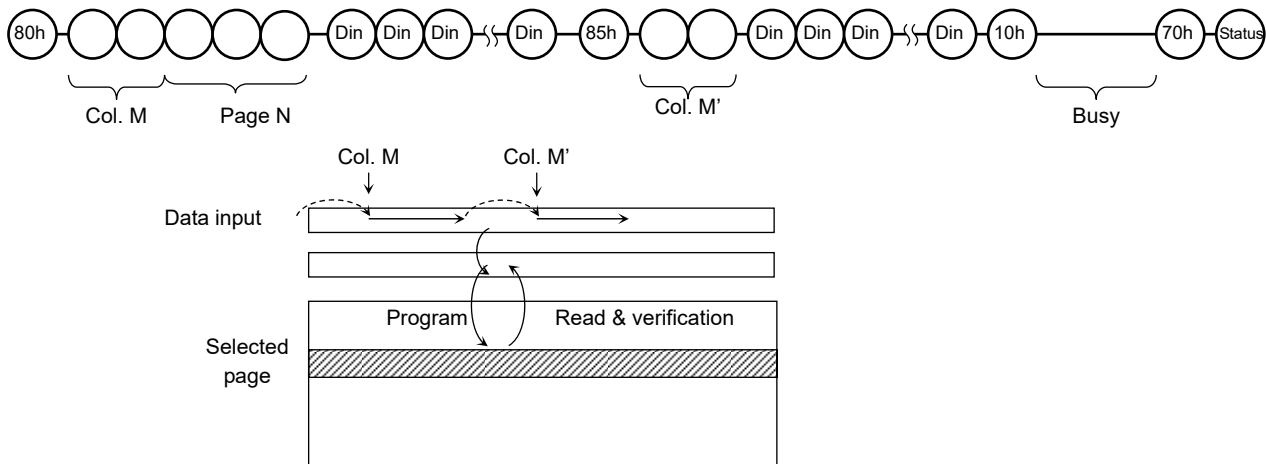 80h Din Din Din Din 85h Din Din Din Din 10h 70h Status
Col. M Page N Col. M’ Busy
Col. M Col. M’
Data input
Program Read & verification
Selected
page